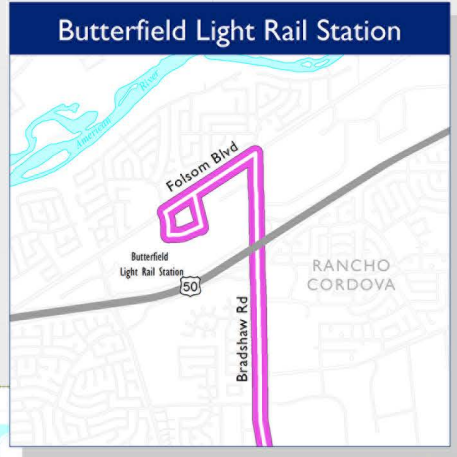 Butterfield Light Rail Station
American River
Folsom Blvd
Butterfield
Light Rail Station
50
RANCHO
CORDOVA
Bradshaw Rd